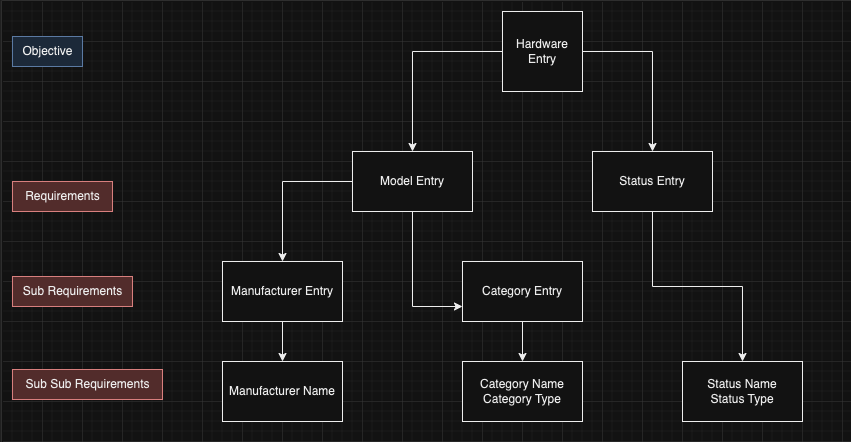 Objective
Hardware
Entry
Requirements
Model Entry
Status Entry
Sub Requirements
Manufacturer Entry
Category Entry
Sub Sub Requirements
Manufacturer Name
Category Name
Category Type
Status Name
Status Type